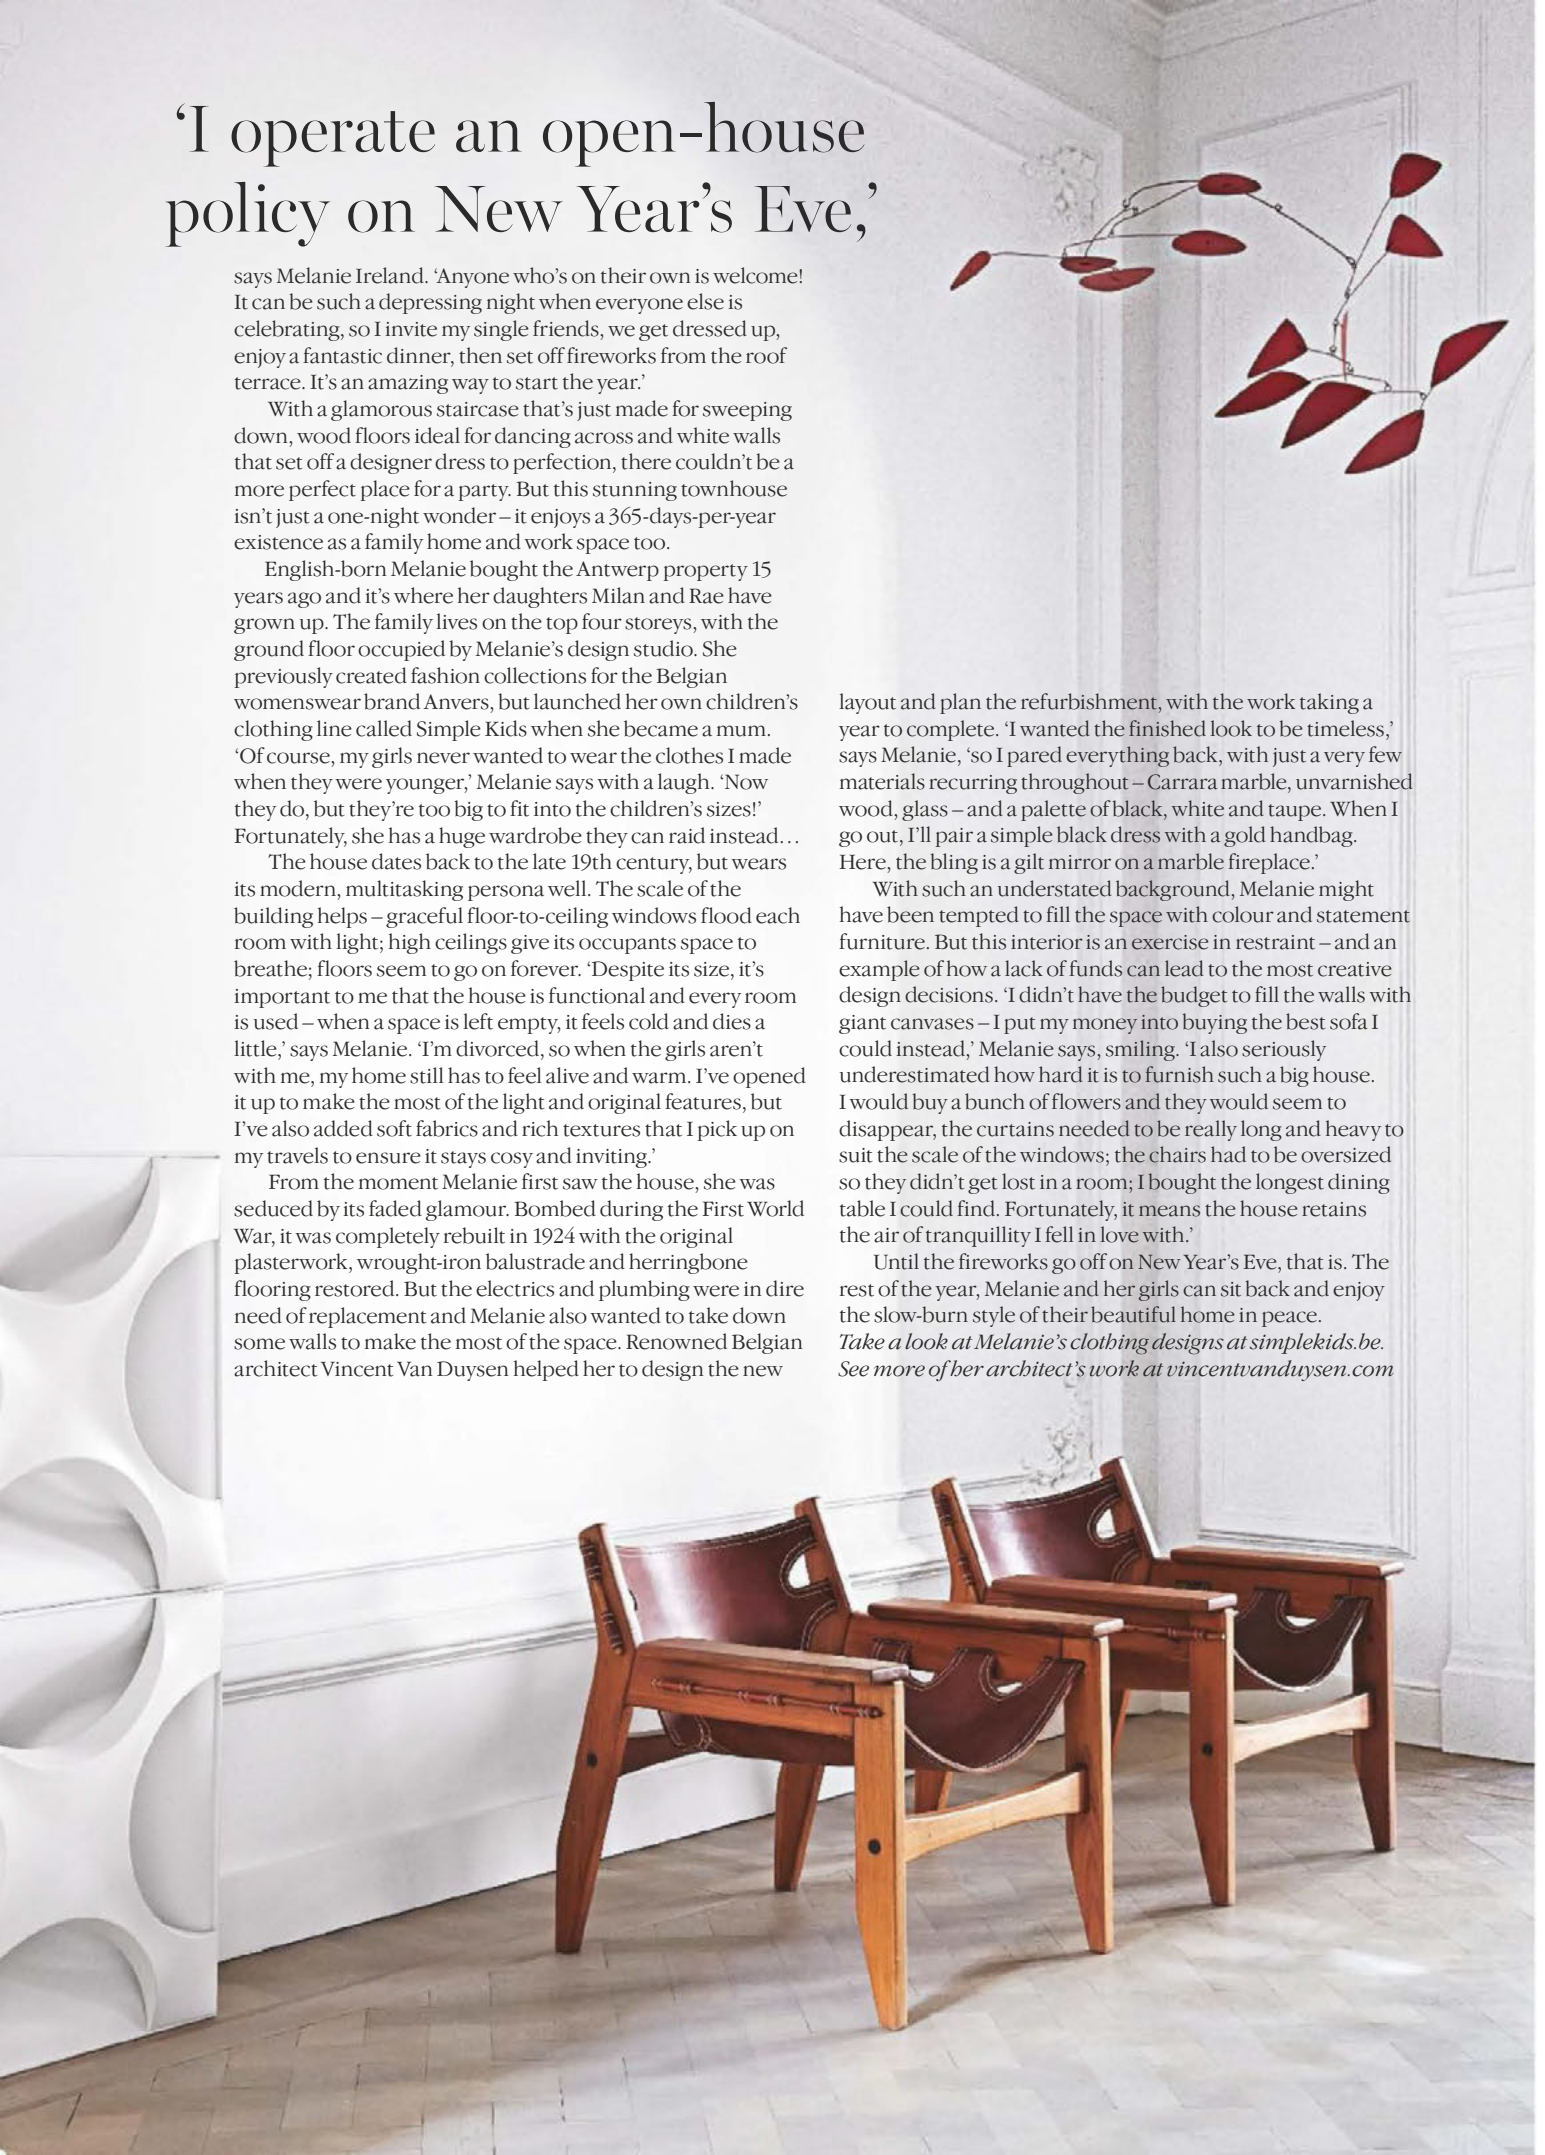 ‘I operate an open-house
policy on New Year’s Eve,’
says Melanie Ireland. ‘Anyone who’s on their own is welcome!
It can be such a depressing night when everyone else is
celebrating, so I invite my single friends, we get dressed up,
enjoy a fantastic dinner, then set off fireworks from the roof
terrace. It’s an amazing way to start the year.’
With a glamorous staircase that’s just made for sweeping
down, wood floors ideal for dancing across and white walls
that set off a designer dress to perfection, there couldn’t be a
more perfect place for a party. But this stunning townhouse
isn’t just a one-night wonder – it enjoys a 365-days-per-year
existence as a family home and work space too.
English-born Melanie bought the Antwerp property 15
years ago and it’s where her daughters Milan and Rae have
grown up. The family lives on the top four storeys, with the
ground floor occupied by Melanie’s design studio. She
previously created fashion collections for the Belgian
womenswear brand Anvers, but launched her own children’s
clothing line called Simple Kids when she became a mum.
‘Of course, my girls never wanted to wear the clothes I made
when they were younger,’ Melanie says with a laugh. ‘Now
they do, but they’re too big to fit into the children’s sizes!’
Fortunately, she has a huge wardrobe they can raid instead…
The house dates back to the late 19th century, but wears
its modern, multitasking persona well. The scale of the
building helps – graceful floor-to-ceiling windows flood each
room with light; high ceilings give its occupants space to
breathe; floors seem to go on forever. ‘Despite its size, it’s
important to me that the house is functional and every room
is used – when a space is left empty, it feels cold and dies a
little,’ says Melanie. ‘I’m divorced, so when the girls aren’t
with me, my home still has to feel alive and warm. I’ve opened
it up to make the most of the light and original features, but
I’ve also added soft fabrics and rich textures that I pick up on
my travels to ensure it stays cosy and inviting.’
From the moment Melanie first saw the house, she was
seduced by its faded glamour. Bombed during the First World
War, it was completely rebuilt in 1924 with the original
plasterwork, wrought-iron balustrade and herringbone
flooring restored. But the electrics and plumbing were in dire
need of replacement and Melanie also wanted to take down
some walls to make the most of the space. Renowned Belgian
architect Vincent Van Duysen helped her to design the new
layout and plan the refurbishment, with the work taking a
year to complete. ‘I wanted the finished look to be timeless,’
says Melanie, ‘so I pared everything back, with just a very few
materials recurring throughout – Carrara marble, unvarnished
wood, glass – and a palette of black, white and taupe. When I
go out, I’ll pair a simple black dress with a gold handbag.
Here, the bling is a gilt mirror on a marble fireplace.’
With such an understated background, Melanie might
have been tempted to fill the space with colour and statement
furniture. But this interior is an exercise in restraint – and an
example of how a lack of funds can lead to the most creative
design decisions. ‘I didn’t have the budget to fill the walls with
giant canvases – I put my money into buying the best sofa I
could instead,’ Melanie says, smiling. ‘I also seriously
underestimated how hard it is to furnish such a big house.
I would buy a bunch of flowers and they would seem to
disappear, the curtains needed to be really long and heavy to
suit the scale of the windows; the chairs had to be oversized
so they didn’t get lost in a room; I bought the longest dining
table I could find. Fortunately, it means the house retains
the air of tranquillity I fell in love with.’
Until the fireworks go off on New Year’s Eve, that is. The
rest of the year, Melanie and her girls can sit back and enjoy
the slow-burn style of their beautiful home in peace.
Take a look at Melanie’s clothing designs at simplekids.be.
See more of her architect’s work at vincentvanduysen.com